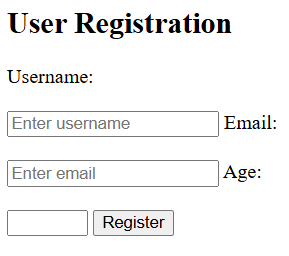 User Registration
Username:
Enter username Email:
Enter email Age:
Register